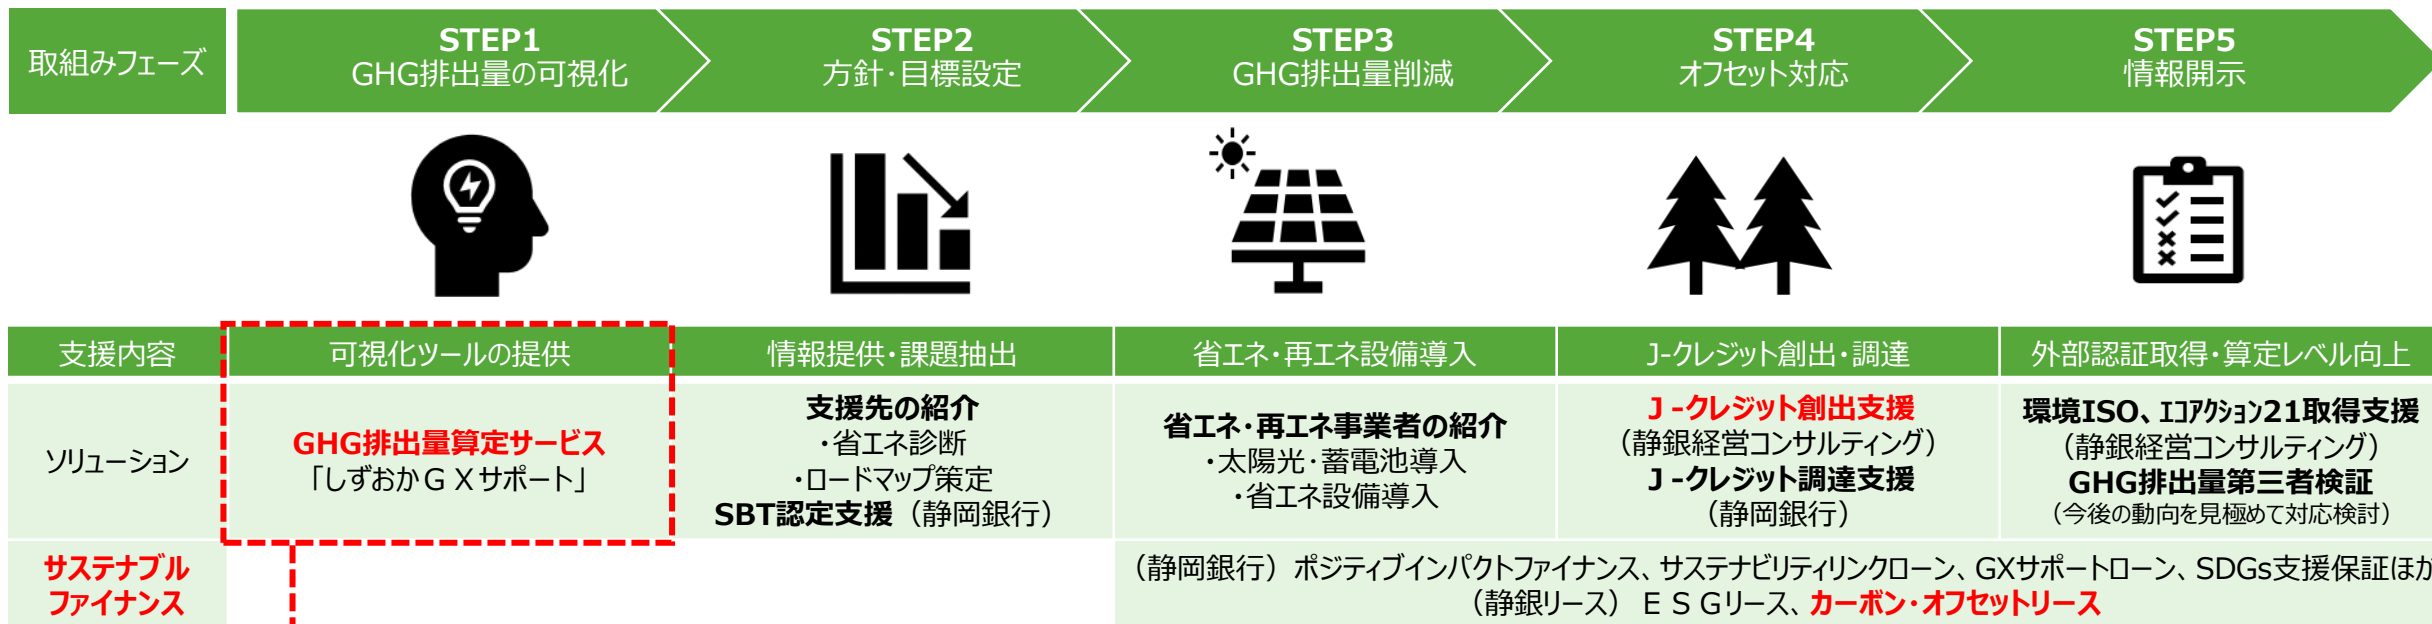 取組みフェーズ
STEP1
GHG排出量の可視化
STEP2
方針・目標設定
STEP3
GHG排出量削減
STEP4
オフセット対応
STEP5
情報開示
支援内容
可視化ツールの提供
情報提供・課題抽出
省エネ・再エネ設備導入
J-クレジット創出・調達
外部認証取得・算定レベル向上
ソリューション
GHG排出量算定サービス
「しずおかGXサポート」
支援先の紹介
・省エネ診断
・ロードマップ策定
SBT認定支援（静岡銀行）
省エネ・再エネ事業者の紹介
・太陽光・蓄電池導入
・省エネ設備導入
J-クレジット創出支援
（静銀経営コンサルティング）
J-クレジット調達支援
（静岡銀行）
環境ISO、エコアクション21取得支援
（静銀経営コンサルティング）
GHG排出量第三者検証
（今後の動向を見極めて対応検討）
サステナブル
ファイナンス
（静岡銀行）ポジティブインパクトファイナンス、サステナビリティリンクローン、GXサポートローン、SDGs支援保証ほか
（静銀リース）ESGリース、カーボン・オフセットリース